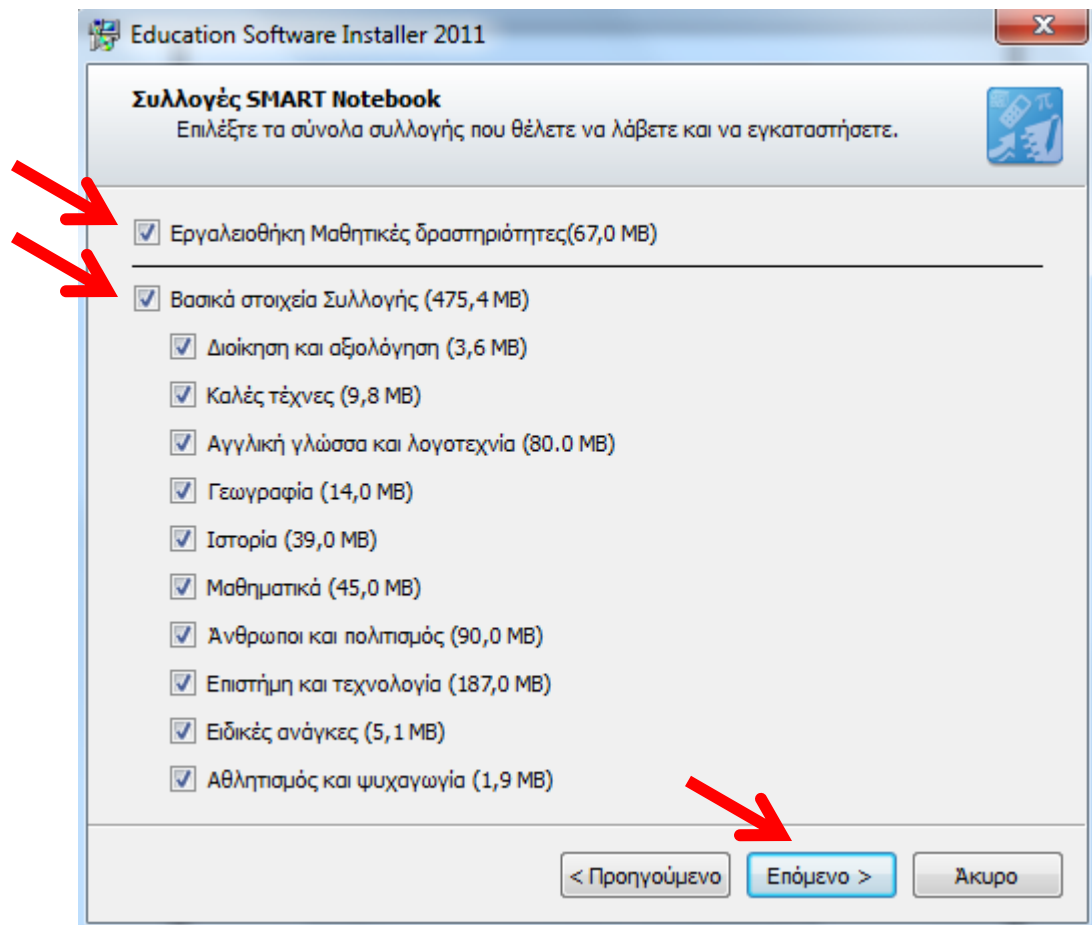 Education Software Installer 2011
Συλλογές SMART Notebook
Επιλέξτε τα σύνολα συλλογής που θέλετε να λάβετε και να εγκαταστήσετε.
Εργαλειοθήκη Μαθητικές δραστηριότητες(67,0 MB)
Βασικά στοιχεία Συλλογής (475,4 MB)
Διοίκηση και αξιολόγηση (3,6 MB)
Καλές τέχνες (9,8 MB)
Αγγλική γλώσσα και λογοτεχνία (80.0 MB)
Γεωγραφία (14,0 MB)
Ιστορία (39,0 MB)
Μαθηματικά (45,0 MB)
Άνθρωποι και πολιτισμός (90,0 MB)
Επιστήμη και τεχνολογία (187,0 MB)
Ειδικές ανάγκες (5,1 MB)
Αθλητισμός και ψυχαγωγία (1,9 MB)
< Προηγούμενο Επόμενο > Άκυρο